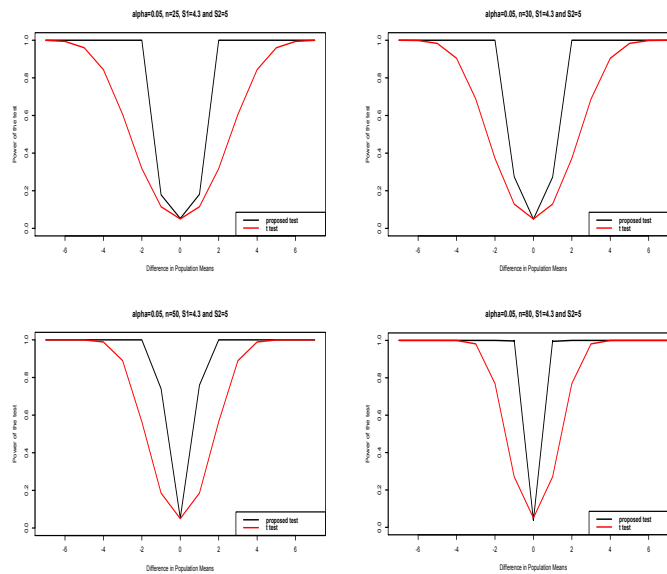 alpha=0.05, n=25, S1=4.3 and S2=5
Power of the test
0.0 0.2 0.4 0.6 0.8 1.0
proposed test
t test
-6 -4 -2 0 2 4 6
Difference in Population Means
alpha=0.05, n=30, S1=4.3 and S2=5
Power of the test
0.0 0.2 0.4 0.6 0.8 1.0
proposed test
t test
-6 -4 -2 0 2 4 6
Difference in Population Means
alpha=0.05, n=50, S1=4.3 and S2=5
Power of the test
0.0 0.2 0.4 0.6 0.8 1.0
proposed test
t test
-6 -4 -2 0 2 4 6
Difference in Population Means
alpha=0.05, n=80, S1=4.3 and S2=5
Power of the test
0.0 0.2 0.4 0.6 0.8 1.0
proposed test
t test
-6 -4 -2 0 2 4 6
Difference in Population Means